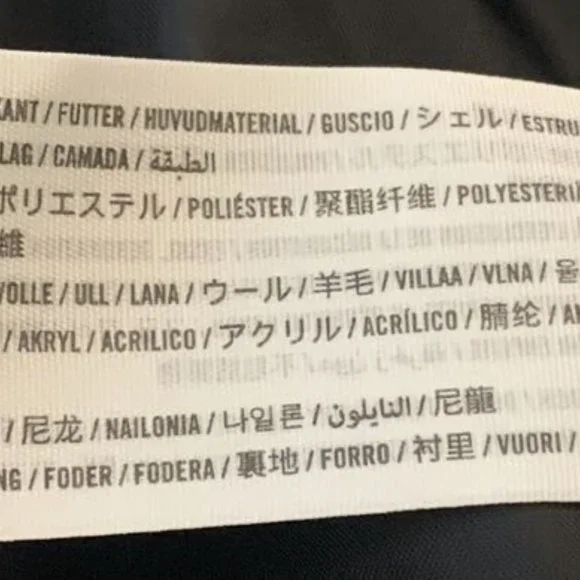 KANT / FUTTER / HUVUDMATERIAL / GUSCIO / シェル / ESTRU
LAG / CAMADA / الطبقة
ポリエステル / POLIÉSTER / 聚酯纤维 / POLYESTERI
維
WOLLE / ULL / LANA / ウール / 羊毛 / VILLAA / VLNA / 울
/ AKRYL / ACRILICO / アクリル / ACRÍLICO / 腈纶 / AK
/ 尼龙 / NAILONIA / 나일론 / النايلون / 尼龍
NG / FODER / FODERA / 裏地 / FORRO / 衬里 / VUORI /